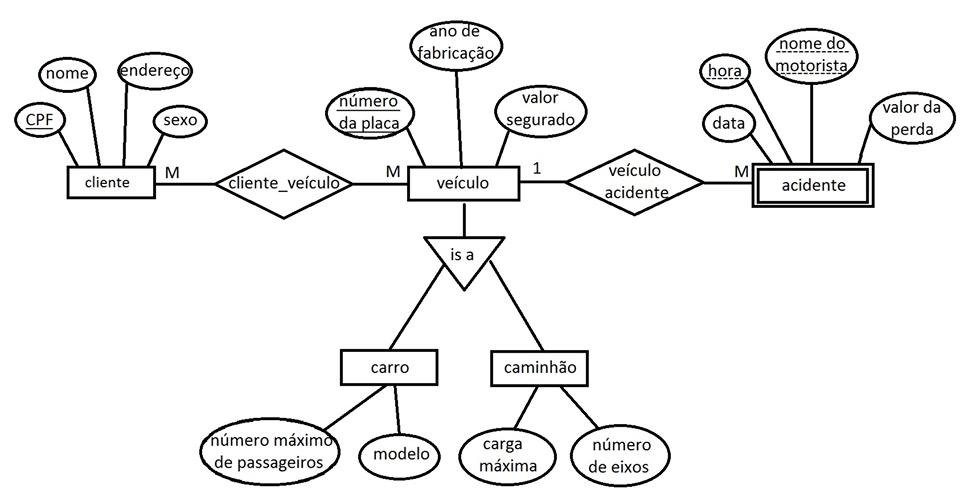 CPF
nome
endereço
sexo
cliente
M
cliente_veículo
M
número
da placa
ano de
fabricação
valor
segurado
veículo
1
veículo
acidente
M
data
hora
nome do
motorista
valor da
perda
acidente
is a
carro
caminhão
número máximo
de passageiros
modelo
carga
máxima
número
de eixos